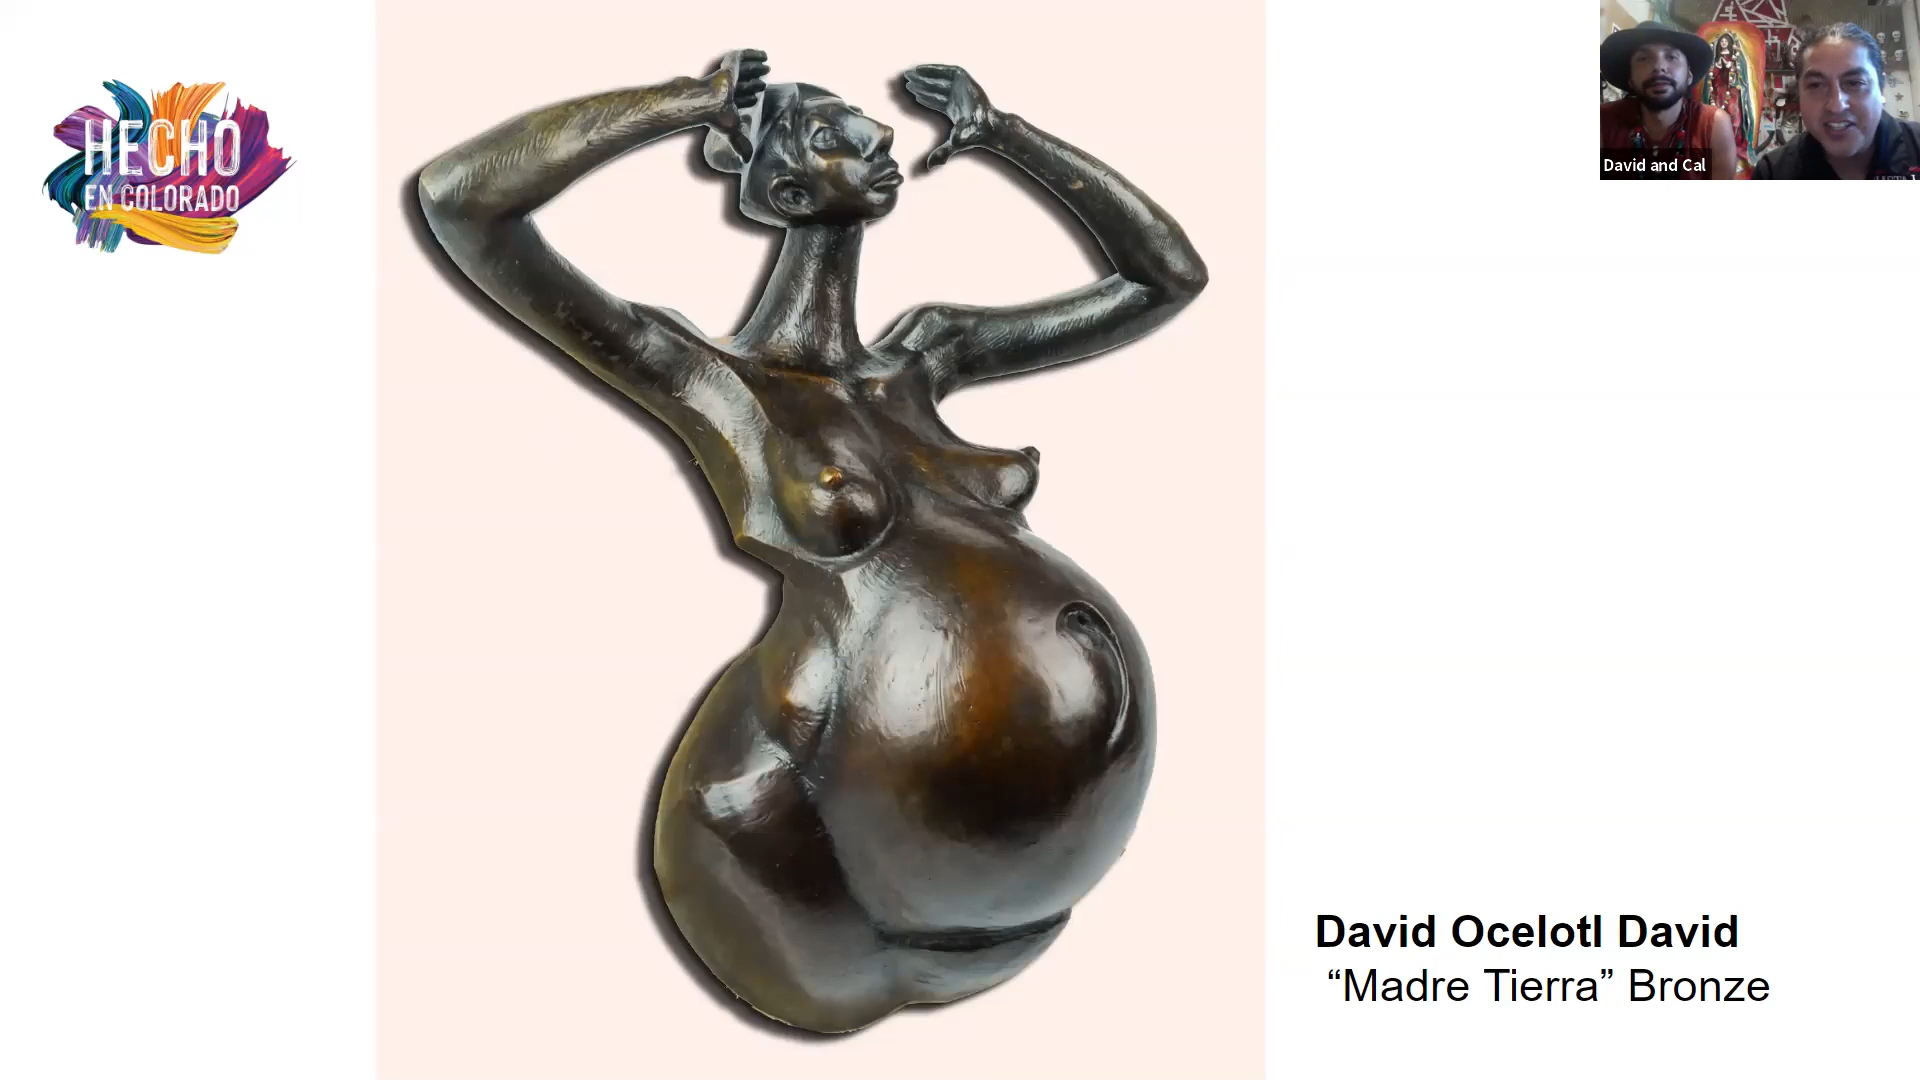 HECHO
EN COLORADO
David and Cal
David Ocelotl David
“Madre Tierra” Bronze